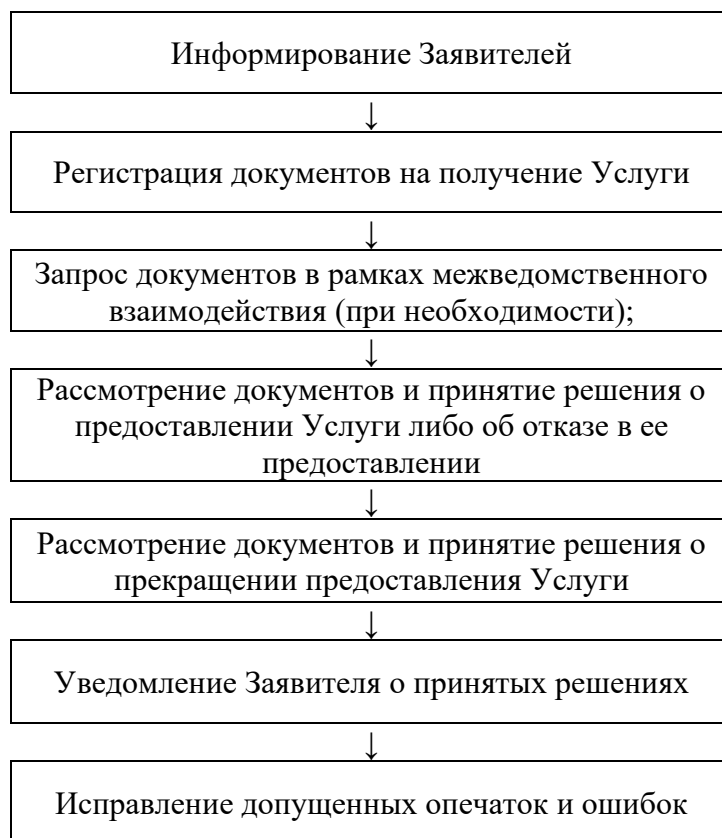 Информирование Заявителей
↓
Регистрация документов на получение Услуги
↓
Запрос документов в рамках межведомственного
взаимодействия (при необходимости);
↓
Рассмотрение документов и принятие решения о
предоставлении Услуги либо об отказе в ее
предоставлении
↓
Рассмотрение документов и принятие решения о
прекращении предоставления Услуги
↓
Уведомление Заявителя о принятых решениях
↓
Исправление допущенных опечаток и ошибок